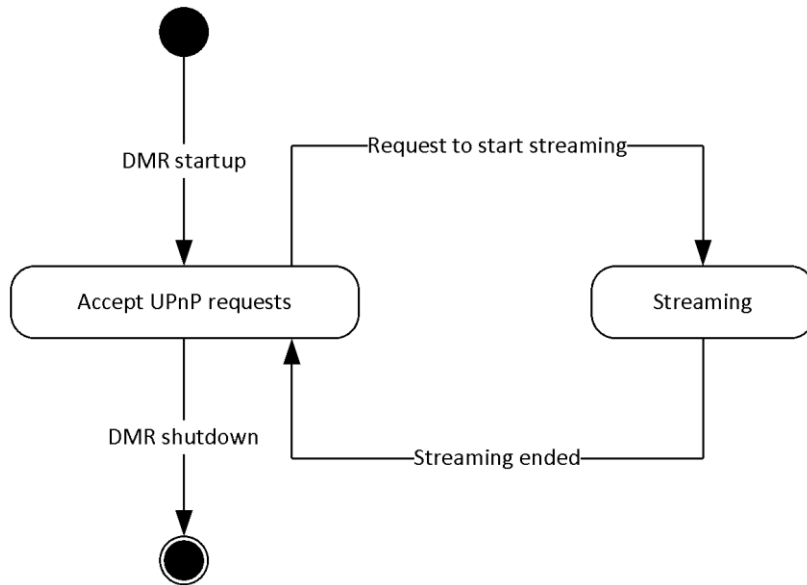 Request to start streaming
DMR startup
Accept UPnP requests
Streaming
DMR shutdown
Streaming ended